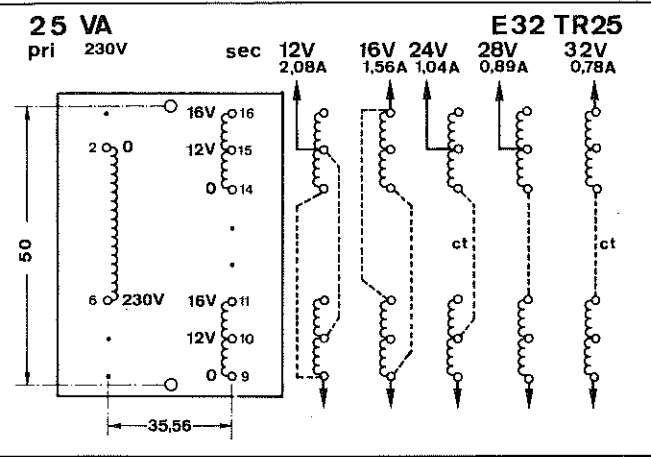 25 VA E32 TR25
pri 230V sec 12V 16V 24V 28V 32V
2,08A 1,56A 1,04A 0,89A 0,78A
16V 16
2 0 12V 15
0 14
50
ct ct
6 230V 16V 11
12V 10
0 9
35,56